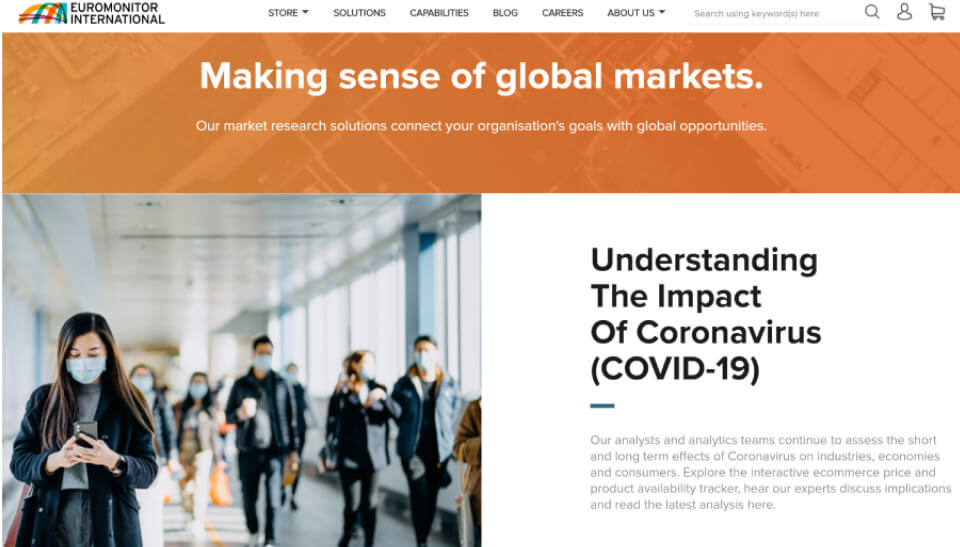 EUROMONITOR
INTERNATIONAL
STORE
SOLUTIONS
CAPABILITIES
BLOG
CAREERS
ABOUT US
Search using keyword(s) here
Making sense of global markets.
Our market research solutions connect your organisation's goals with global opportunities.
Understanding
The Impact
Of Coronavirus
(COVID-19)
Our analysts and analytics teams continue to assess the short
and long term effects of Coronavirus on industries, economies
and consumers. Explore the interactive ecommerce price and
product availability tracker, hear our experts discuss implications
and read the latest analysis here.